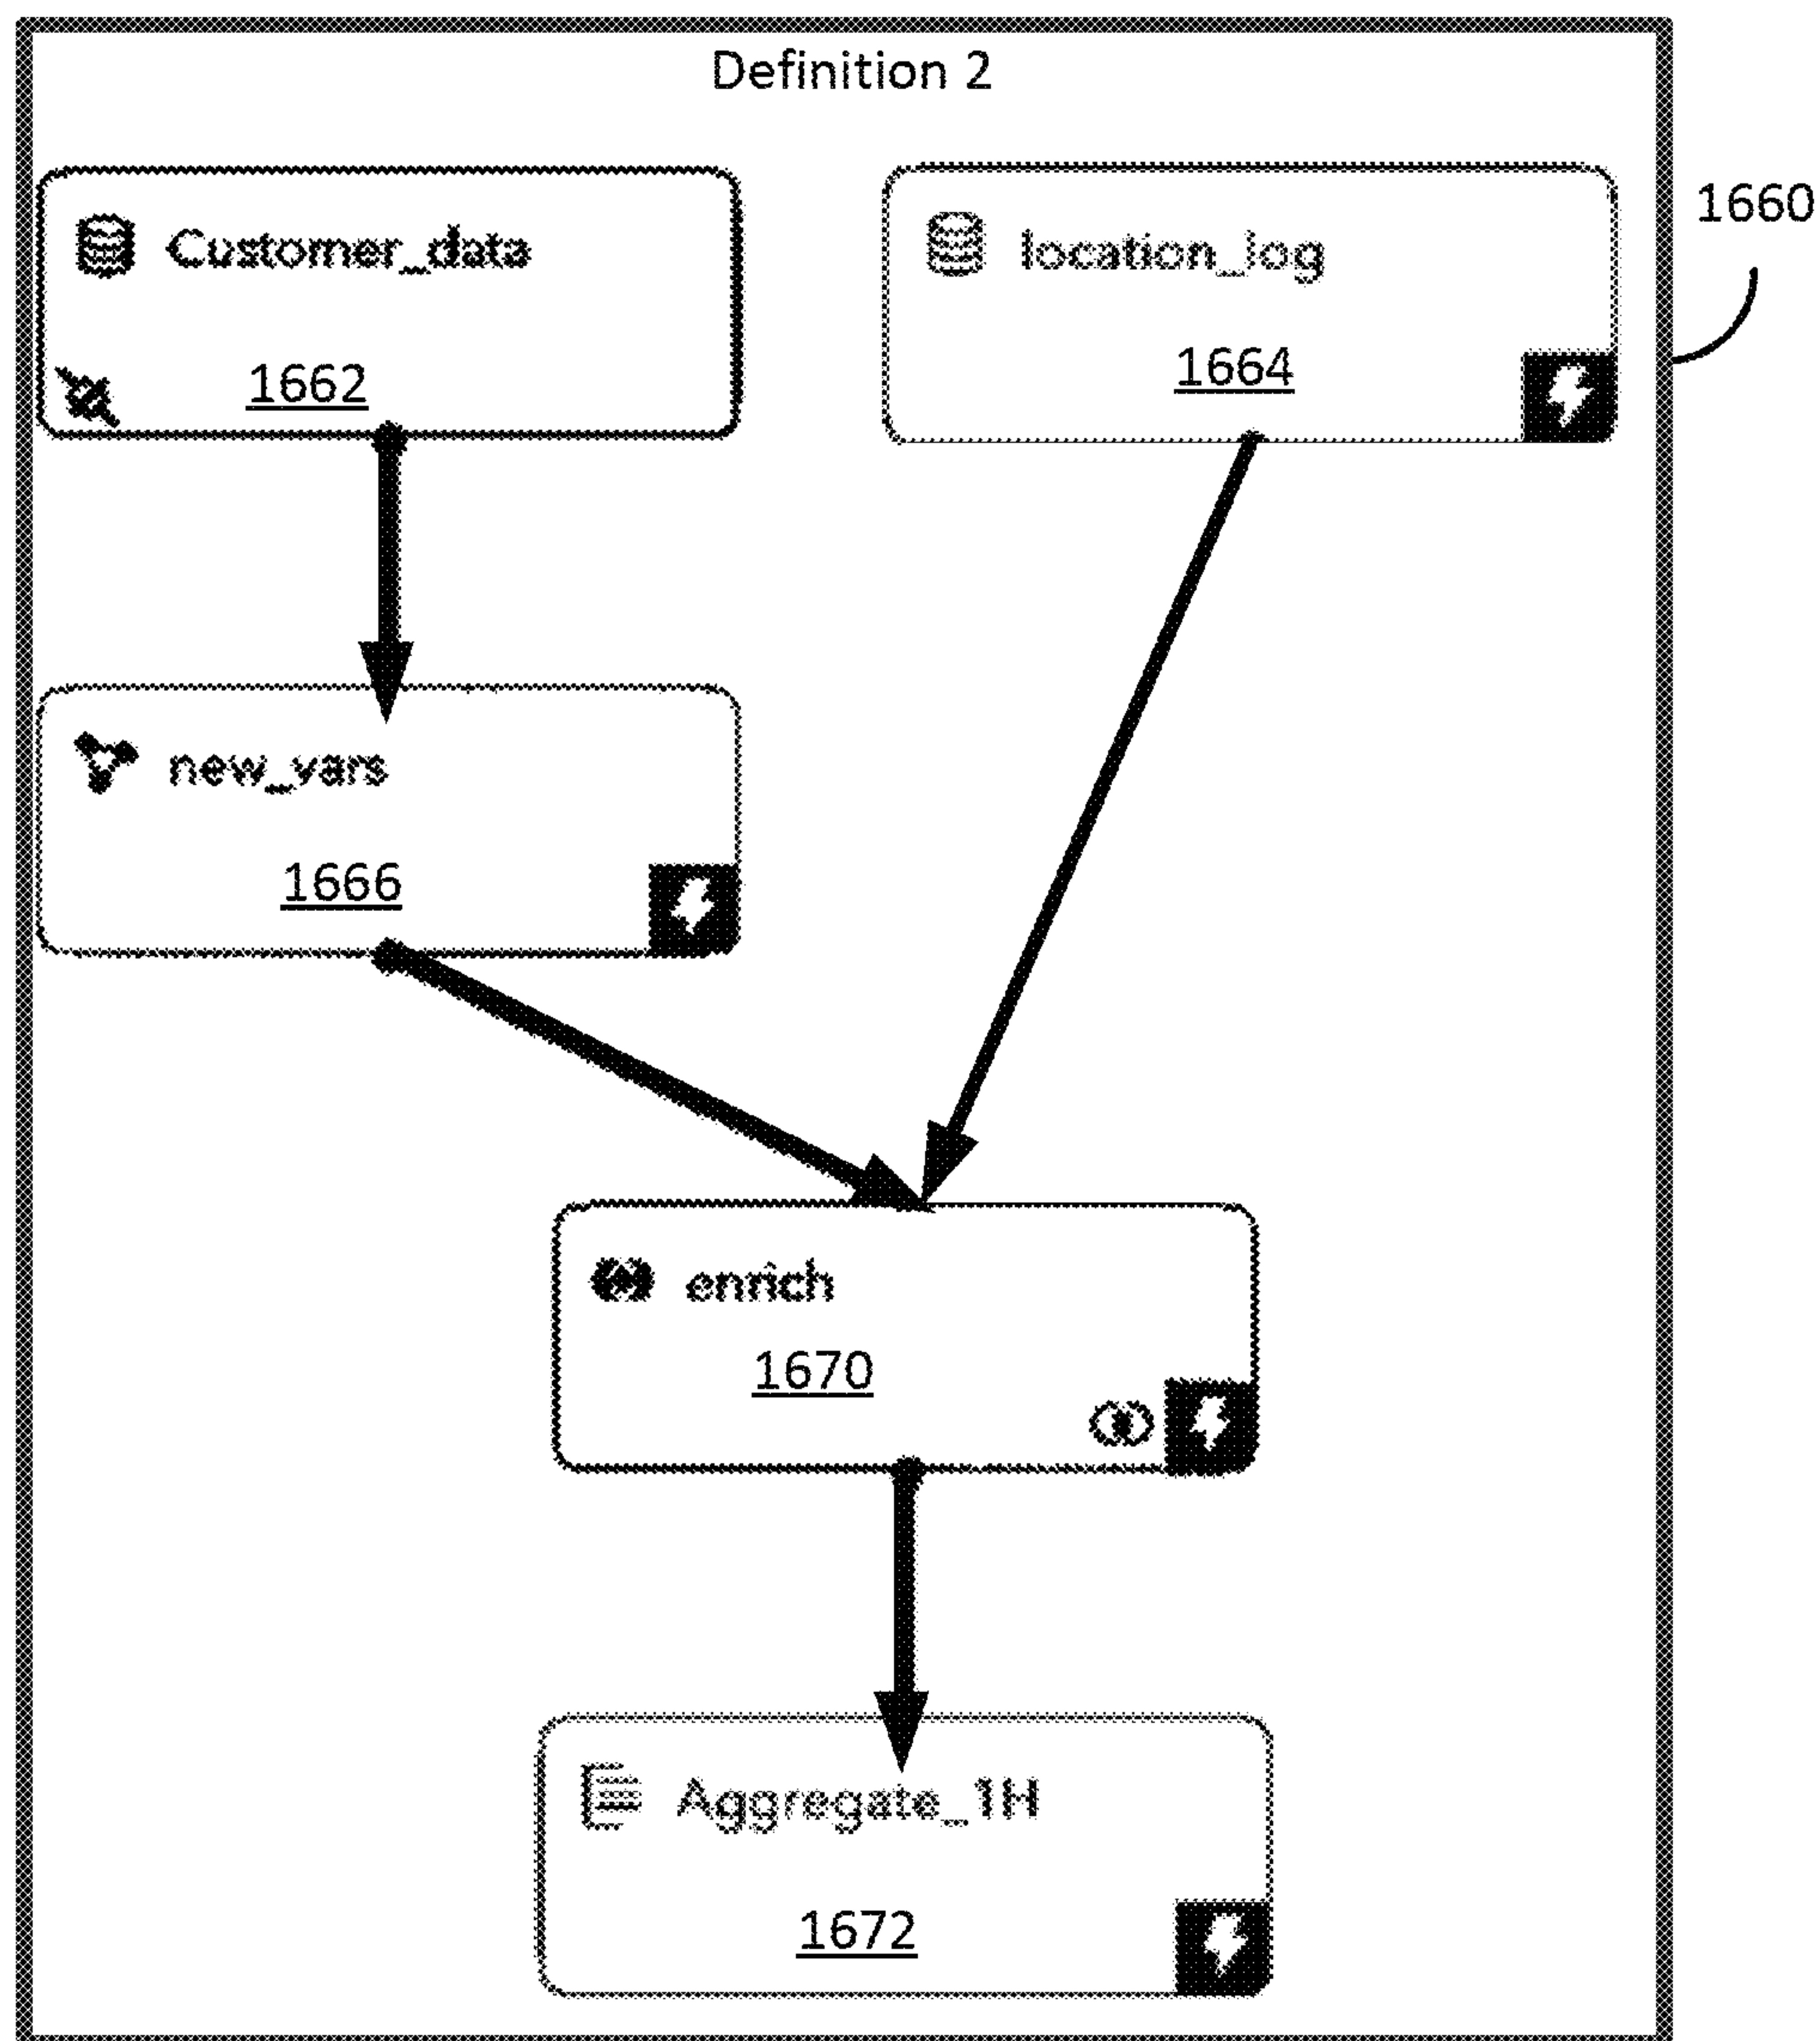 Definition 2
Customer_data
location_log
1660
1662
1664
new_vars
1666
enrich
1670
Aggregate_1H
1672